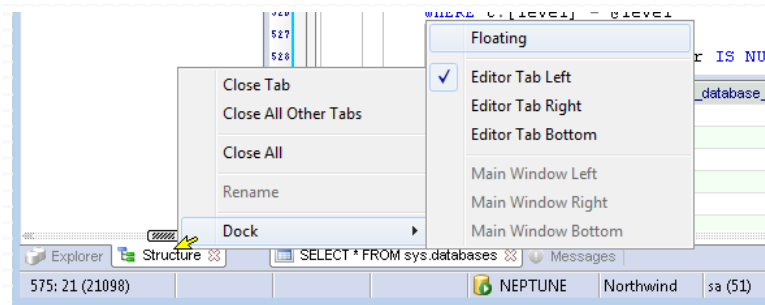 WHERE c.[level] = @level
527
Floating
528
r IS NU
Close Tab
Editor Tab Left
_database_
Close All Other Tabs
Editor Tab Right
Editor Tab Bottom
Close All
Main Window Left
Rename
Main Window Right
Dock
Main Window Bottom
Explorer Structure SELECT * FROM sys.databases Messages
575: 21 (21098) NEPTUNE Northwind sa (51)